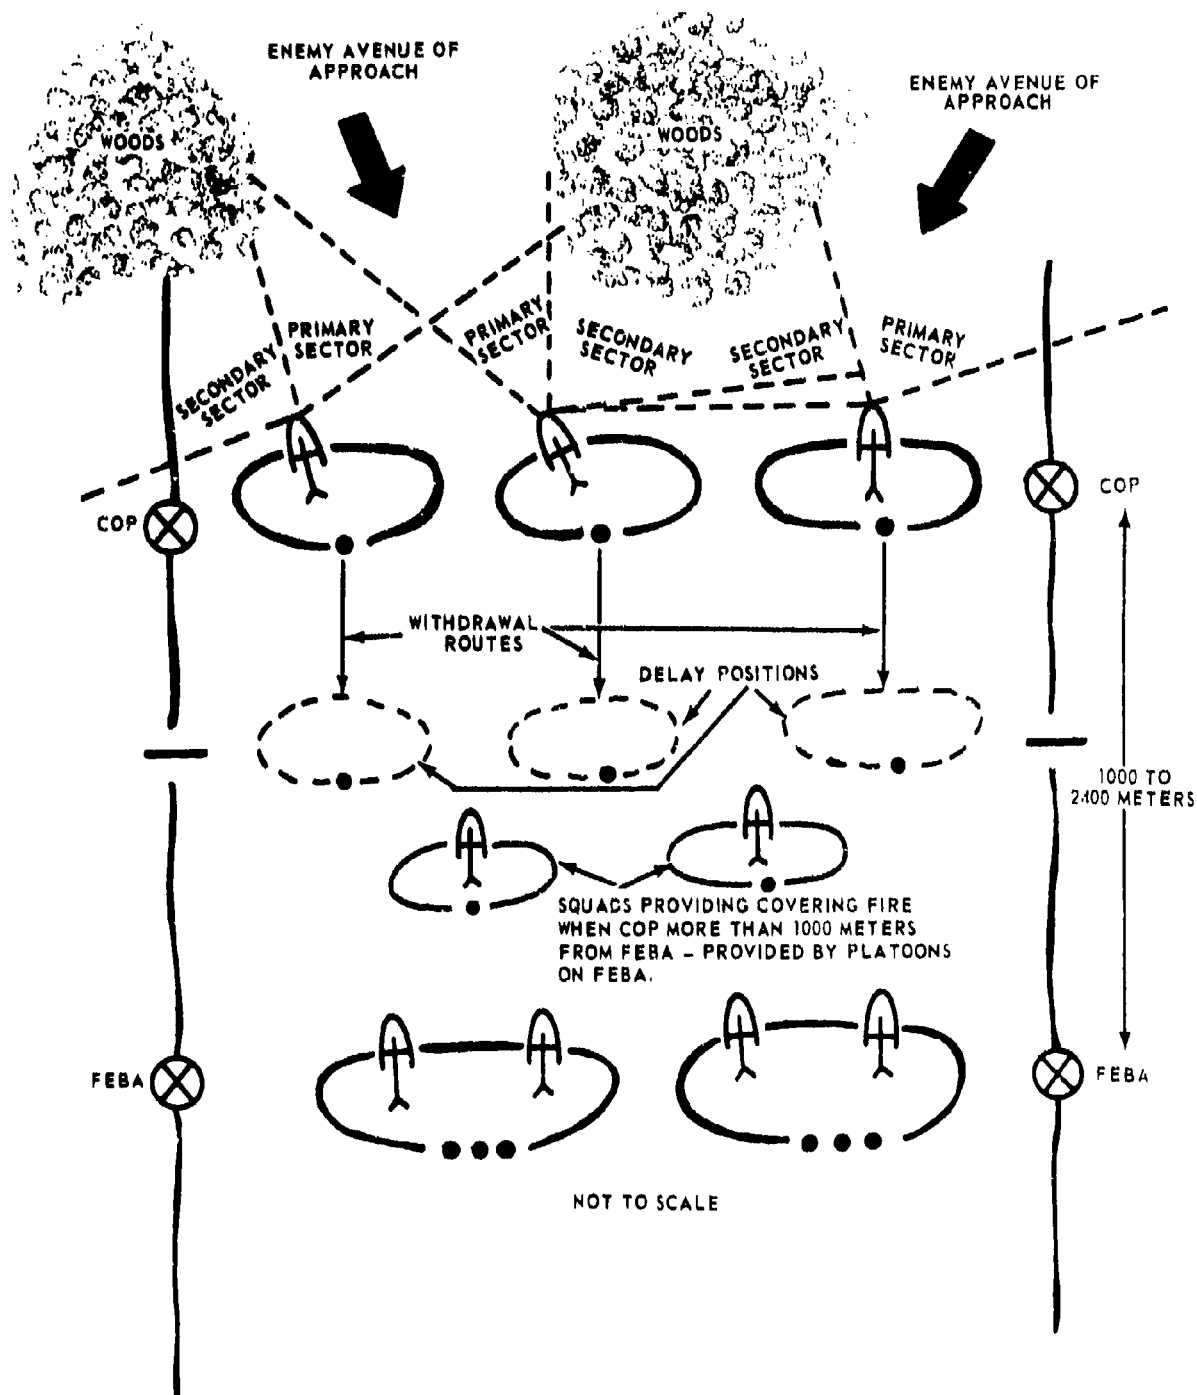 ENEMY AVENUE OF
APPROACH
ENEMY AVENUE OF
APPROACH
WOODS
WOODS
PRIMARY
SECTOR
SECONDARY
SECTOR
PRIMARY
SECTOR
SECONDARY
SECTOR
SECONDARY
SECTOR
PRIMARY
SECTOR
COP
COP
WITHDRAWAL
ROUTES
DELAY POSITIONS
1000 TO
2400 METERS
SQUADS PROVIDING COVERING FIRE
WHEN COP MORE THAN 1000 METERS
FROM FEBA – PROVIDED BY PLATOONS
ON FEBA.
FEBA
FEBA
NOT TO SCALE